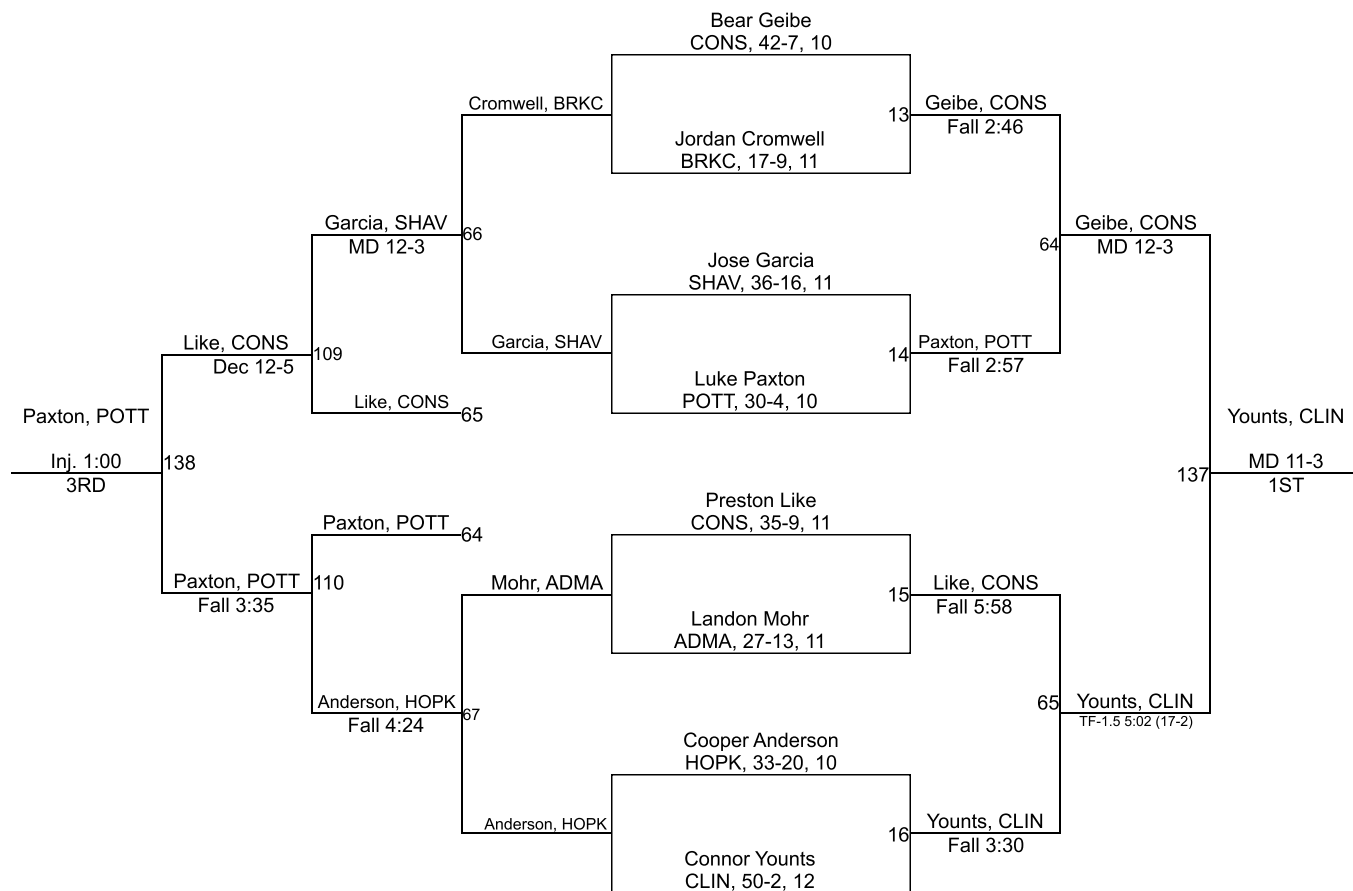 Bear Geibe
CONS, 42-7, 10
Cromwell, BRKC
13
Geibe, CONS
Fall 2:46
Jordan Cromwell
BRKC, 17-9, 11
Garcia, SHAV
MD 12-3
66
Geibe, CONS
MD 12-3
64
Jose Garcia
SHAV, 36-16, 11
Like, CONS
Dec 12-5
109
Garcia, SHAV
14
Paxton, POTT
Fall 2:57
Luke Paxton
POTT, 30-4, 10
Like, CONS
65
Paxton, POTT
Inj. 1:00
3RD
138
Younts, CLIN
MD 11-3
1ST
137
Preston Like
CONS, 35-9, 11
Paxton, POTT
64
Paxton, POTT
Fall 3:35
110
Mohr, ADMA
15
Like, CONS
Fall 5:58
Landon Mohr
ADMA, 27-13, 11
Anderson, HOPK
Fall 4:24
67
65
Younts, CLIN
TF-1.5 5:02 (17-2)
Cooper Anderson
HOPK, 33-20, 10
Anderson, HOPK
16
Younts, CLIN
Fall 3:30
Connor Younts
CLIN, 50-2, 12